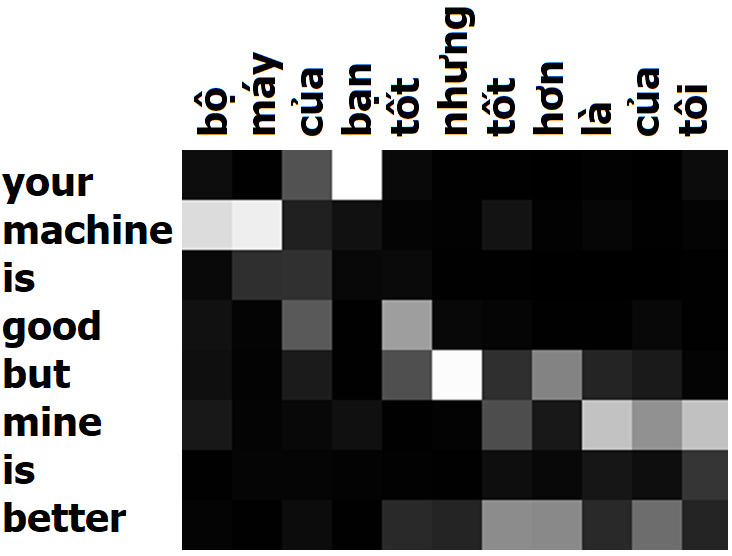 bộ máy của bạn tốt nhưng tốt hơn là của tôi
your
machine
is
good
but
mine
is
better